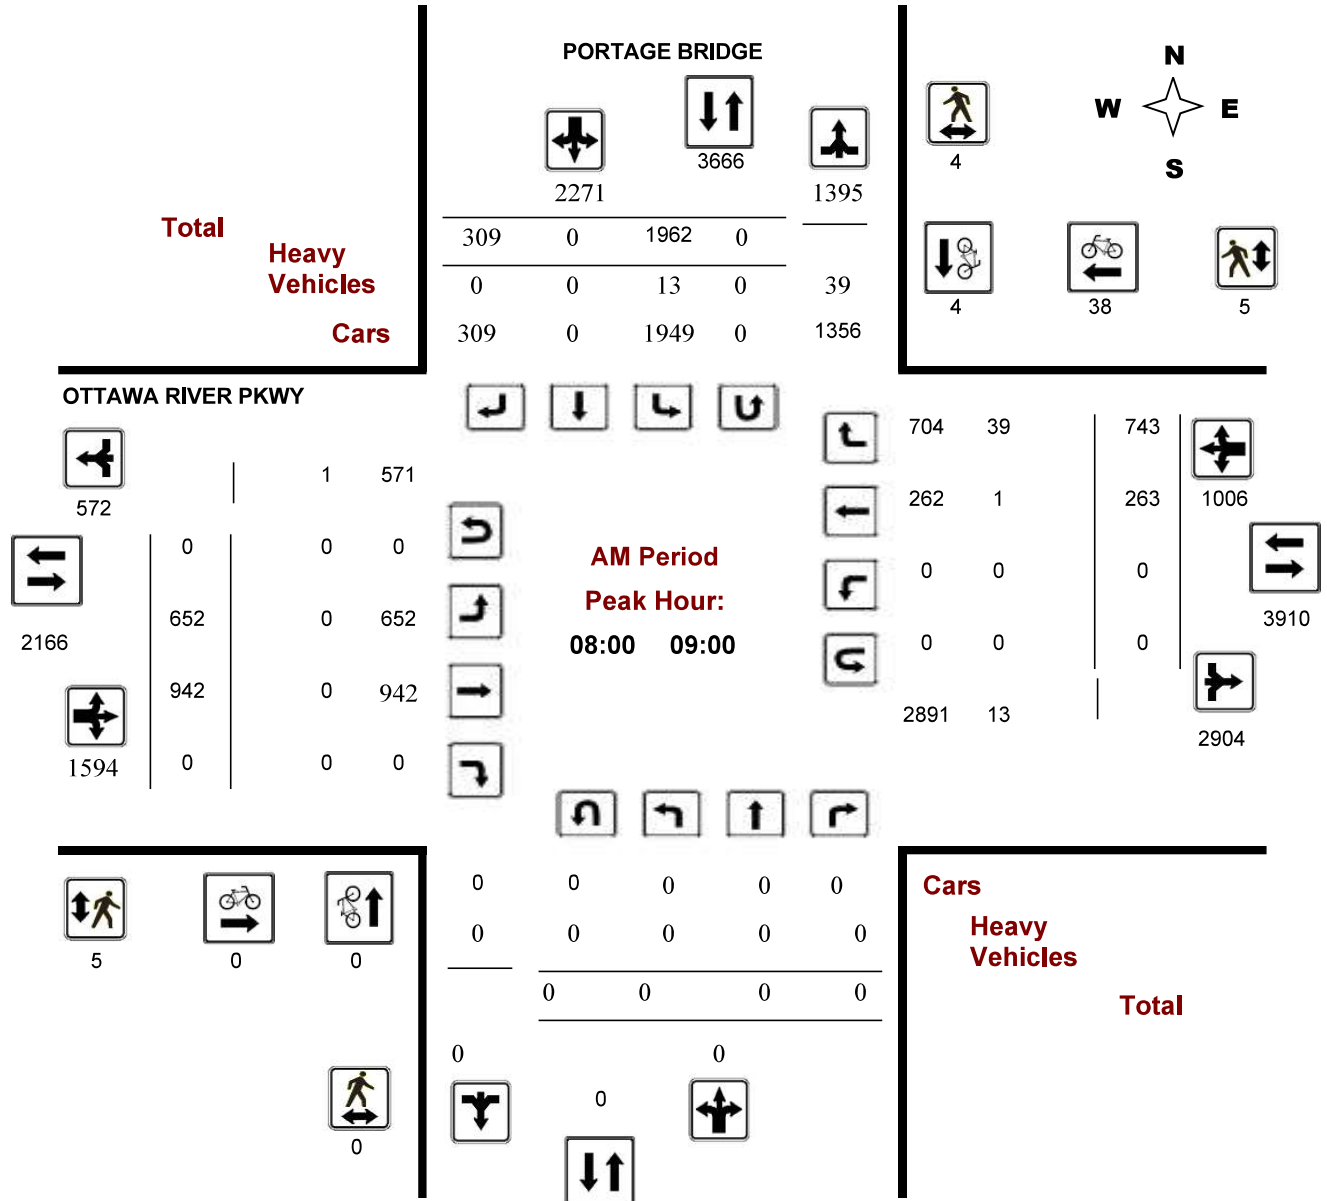 PORTAGE BRIDGE
N
W E
S
3666
4
2271
1395
Total
309 0 1962 0
Heavy
Vehicles
0 0 13 0 39
4 38 5
Cars
309 0 1949 0 1356
OTTAWA RIVER PKWY
704 39 743
1 571
572
262 1 263
1006
0 0 0
AM Period
0 0 0
Peak Hour:
652 0 652
3910
2166
08:00 09:00
0 0 0
942 0 942
2891 13
2904
1594
0 0 0
0 0 0 0 0
Cars
0 0 0 0 0
Heavy
Vehicles
5 0 0
0 0 0 0
Total
0 0
0
0